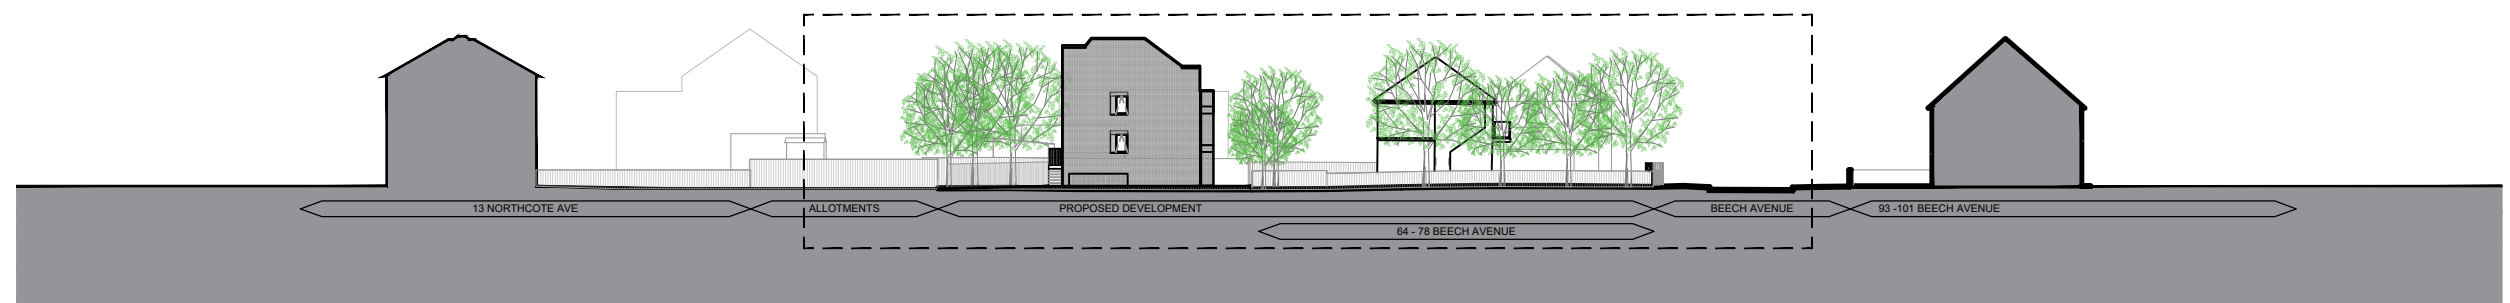 13 NORTHCOTE AVE
ALLOTMENTS
PROPOSED DEVELOPMENT
BEECH AVENUE
93 -101 BEECH AVENUE
64 - 78 BEECH AVENUE